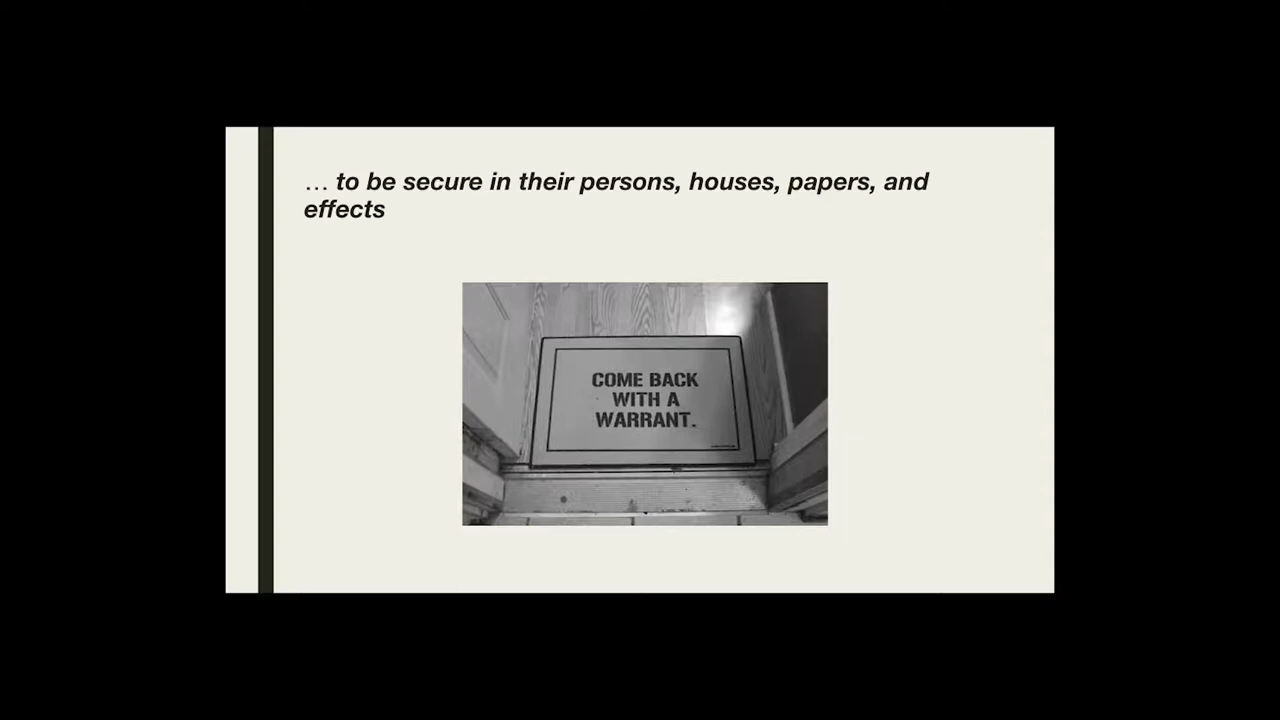 … to be secure in their persons, houses, papers, and
effects
COME BACK
WITH A
WARRANT.